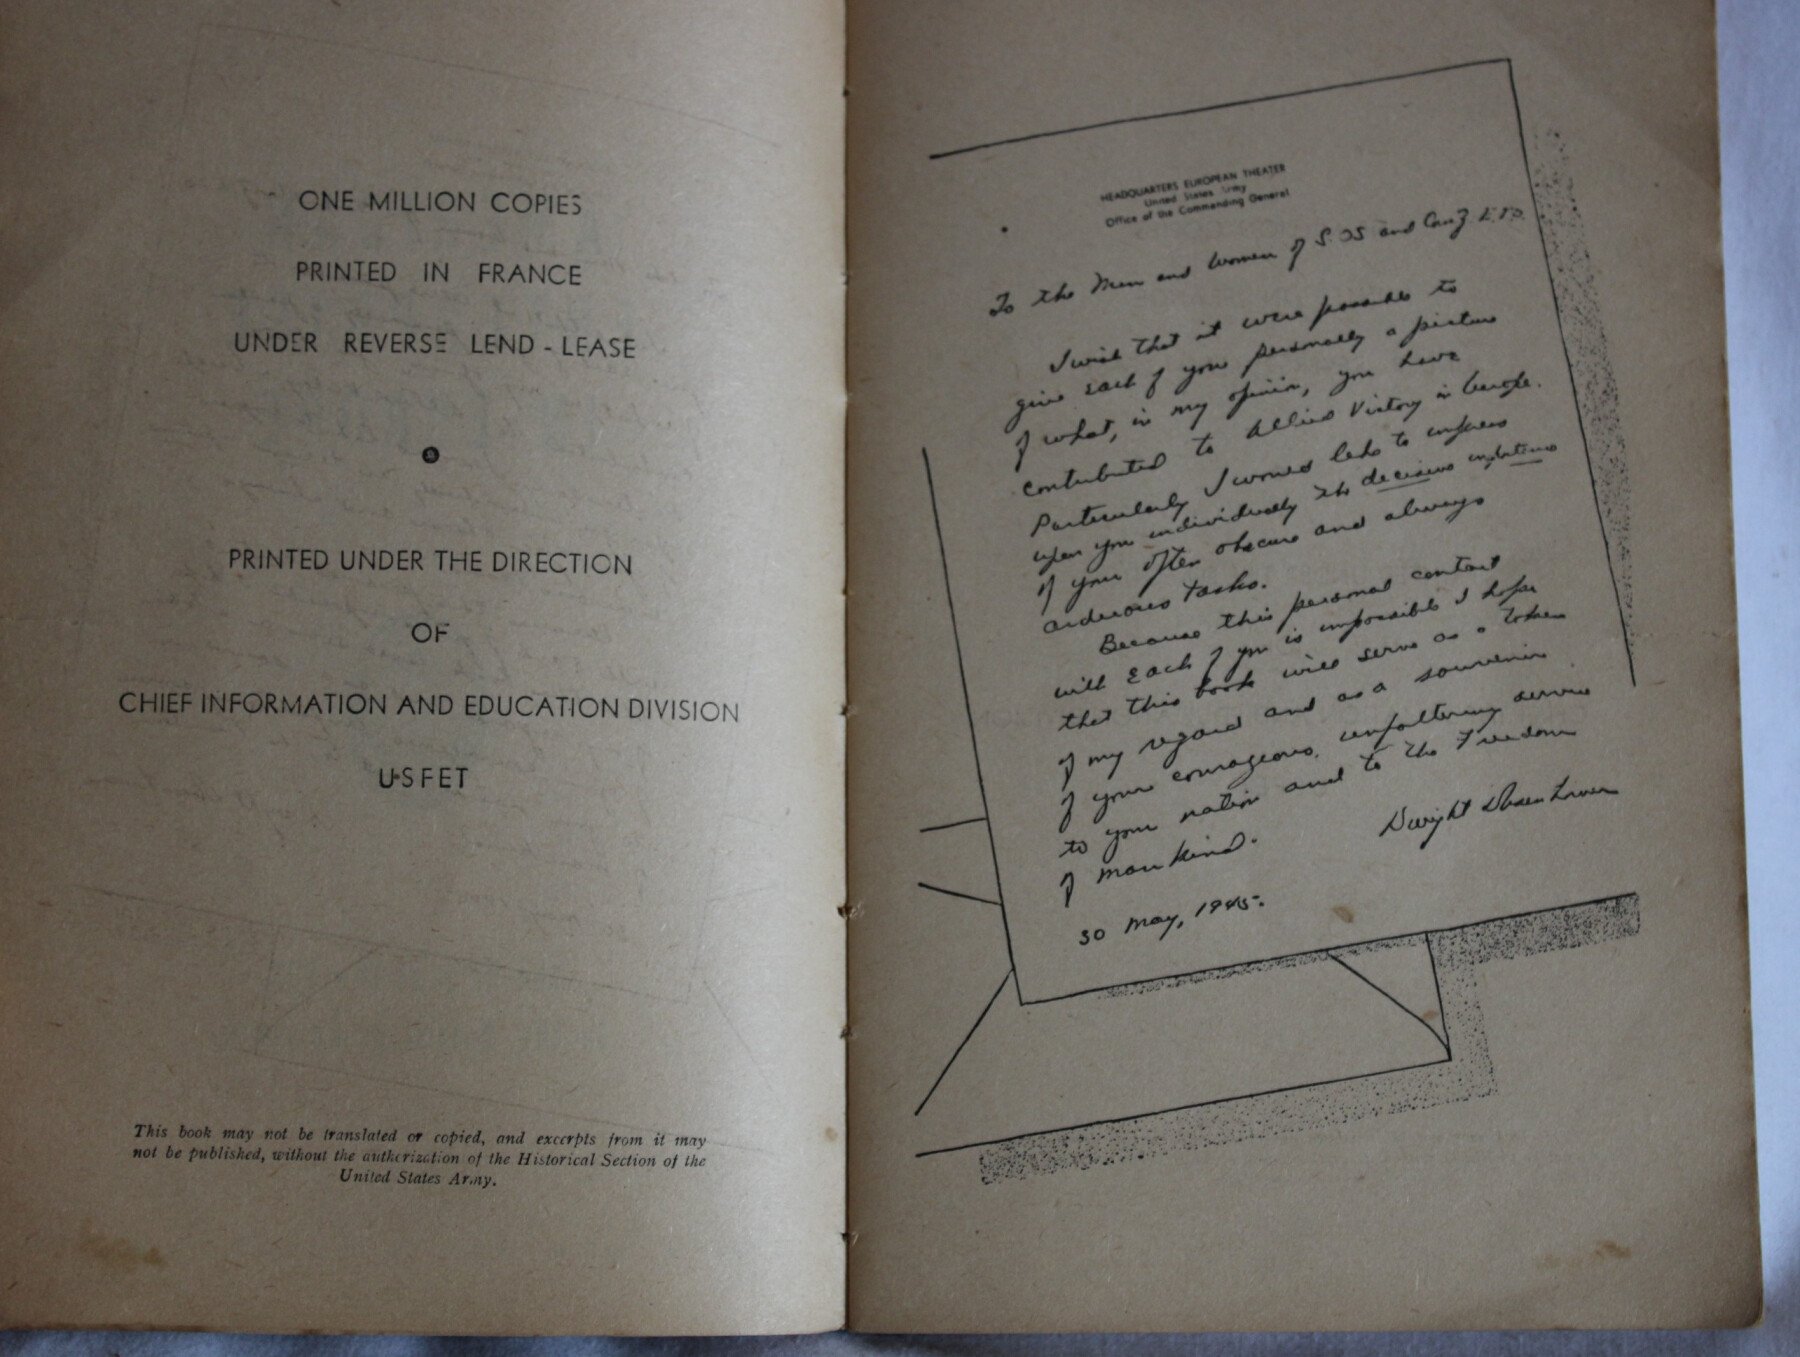 ONE MILLION COPIES
PRINTED IN FRANCE
UNDER REVERSE LEND - LEASE
PRINTED UNDER THE DIRECTION
OF
CHIEF INFORMATION AND EDUCATION DIVISION
USFET
This book may not be translated or copied, and excerpts from it may
not be published, without the authorization of the Historical Section of the
United States Army.
HEADQUARTERS EUROPEAN THEATER
United States Army
Office of the Commanding General
To the Men and Women of S.O.S and ComZ E.T.O.
I wish that it were possible to
give each of you personally a picture
of what, in my opinion, you have
contributed to Allied Victory in Europe.
Particularly I would like to impress
upon you individually the decisive importance
of your often obscure and always
arduous tasks.
Because this personal contact
with each of you is impossible I hope
that this book will serve as a token
of my regard and as a souvenir
of your courageous, unfaltering service
to your nation and to the Freedom
of mankind.
Dwight D Eisenhower
30 May, 1945.